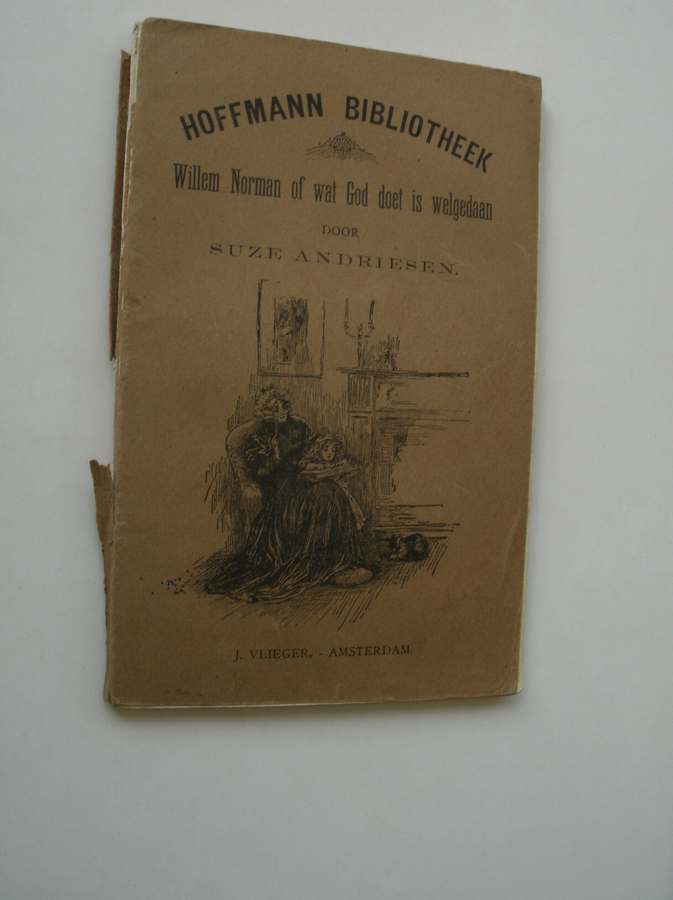 HOFFMANN BIBLIOTHEEK
Willem Norman of wat God doet is welgedaan
DOOR
SUZE ANDRIESEN.
J. VLIEGER. - AMSTERDAM.